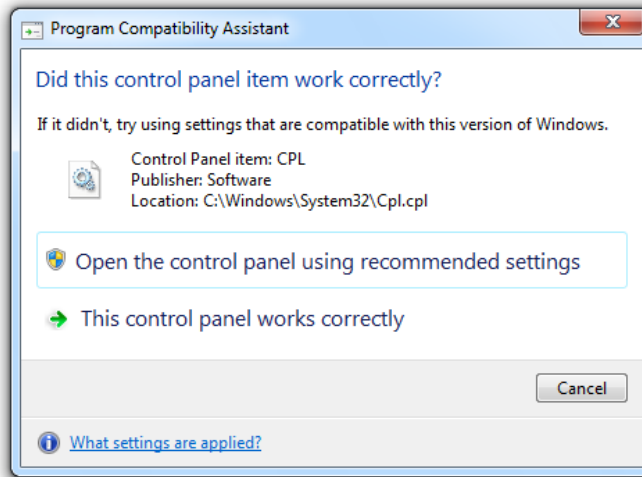 Program Compatibility Assistant
Did this control panel item work correctly?
If it didn't, try using settings that are compatible with this version of Windows.
Control Panel item: CPL
Publisher: Software
Location: C:\Windows\System32\Cpl.cpl
Open the control panel using recommended settings
This control panel works correctly
Cancel
What settings are applied?